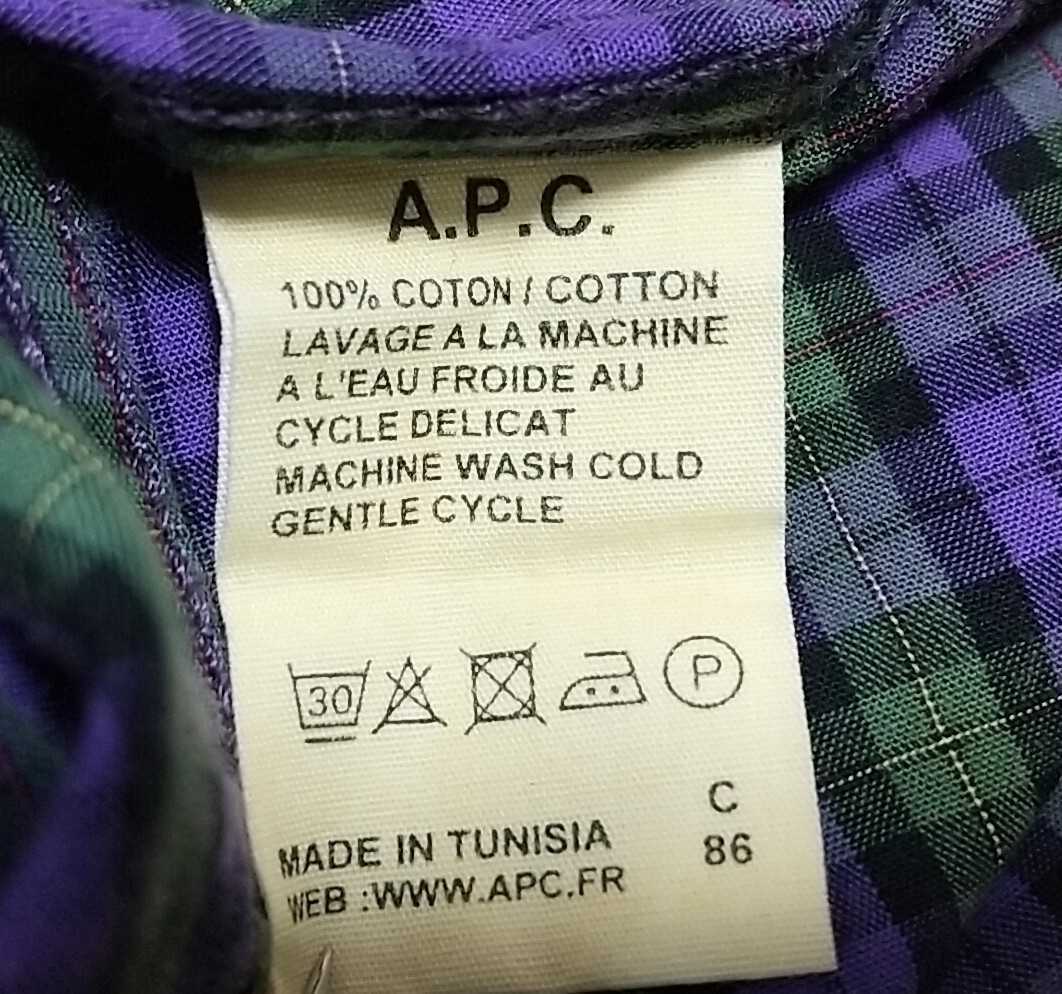 A.P.C.
100% COTON / COTTON
LAVAGE A LA MACHINE
A L'EAU FROIDE AU
CYCLE DELICAT
MACHINE WASH COLD
GENTLE CYCLE
30
P
C
86
MADE IN TUNISIA
WEB :WWW.APC.FR